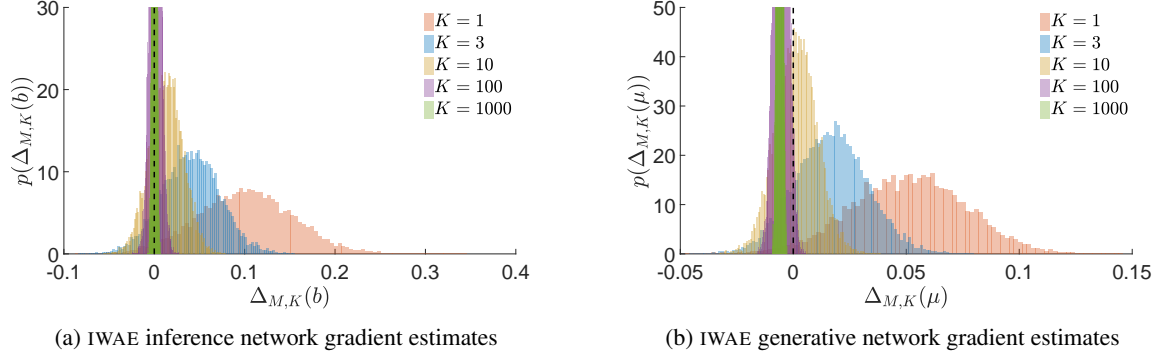 30
20
10
0
p(Δ_{M,K}(b))
K = 1
K = 3
K = 10
K = 100
K = 1000
-0.1
0
0.1
0.2
0.3
0.4
Δ_{M,K}(b)
(a) IWAE inference network gradient estimates
50
40
30
20
10
0
p(Δ_{M,K}(μ))
K = 1
K = 3
K = 10
K = 100
K = 1000
-0.05
0
0.05
0.1
0.15
Δ_{M,K}(μ)
(b) IWAE generative network gradient estimates